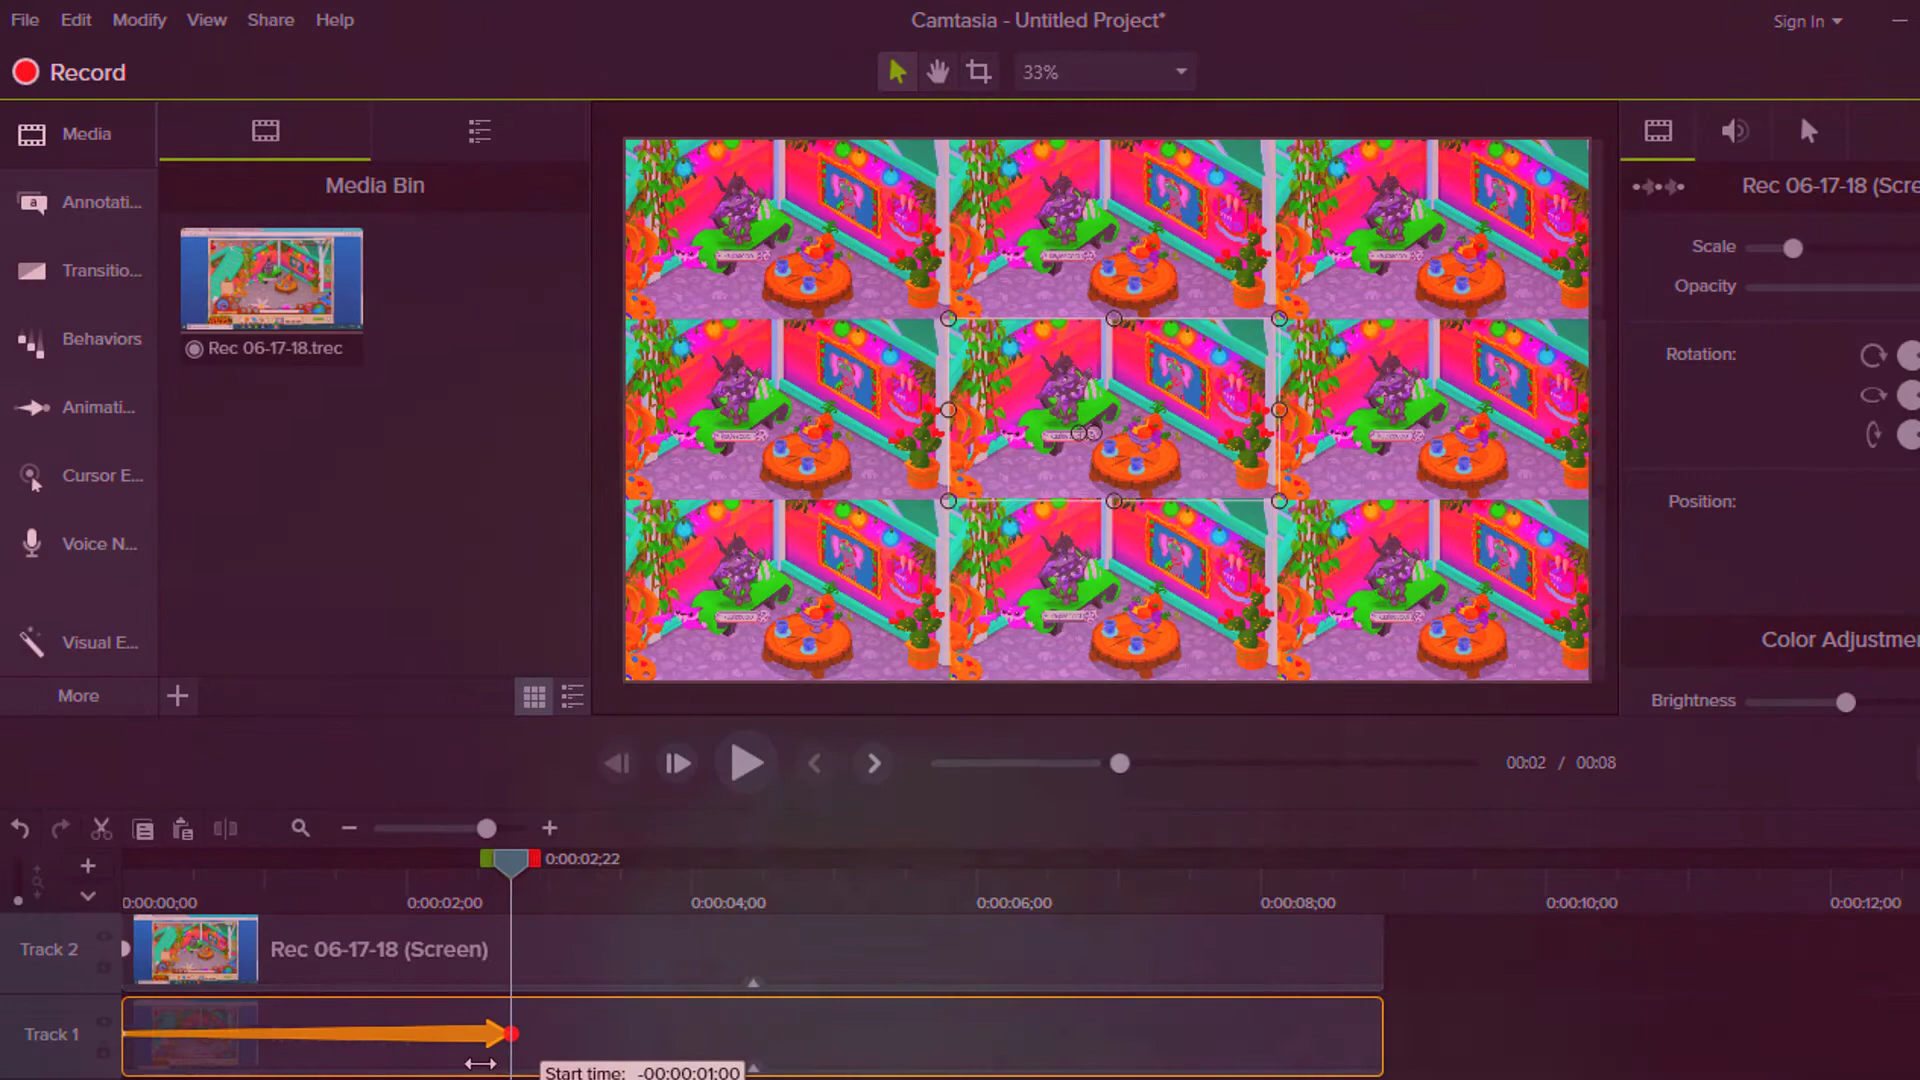 File Edit Modify View Share Help
Camtasia - Untitled Project*
Sign In
Record
33%
Media
Annotati...
Transitio...
Behaviors
Animati...
Cursor E...
Voice N...
Visual E...
More
Media Bin
Rec 06-17-18.trec
Rec 06-17-18 (Scre
Scale
Opacity
Rotation:
Position:
Color Adjustmer
Brightness
00:02 / 00:08
0:00:02;22
0:00:00;00 0:00:02;00 0:00:04;00 0:00:06;00 0:00:08;00 0:00:10;00 0:00:12;00
Track 2
Rec 06-17-18 (Screen)
Track 1
Start time: -00:00:01:00